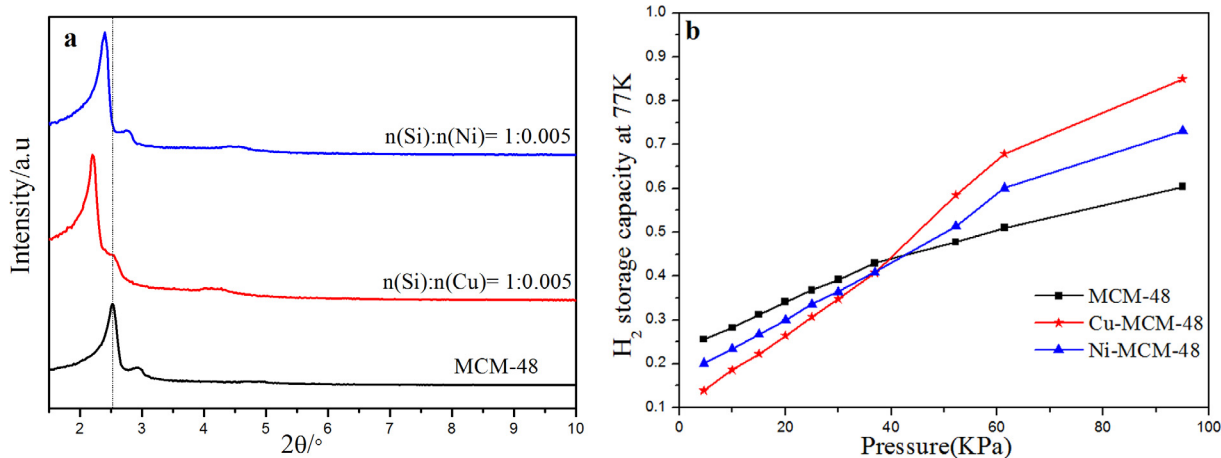 a
n(Si):n(Ni)= 1:0.005
n(Si):n(Cu)= 1:0.005
MCM-48
Intensity/a.u
2 3 4 5 6 7 8 9 10
2θ/°
b
1.0
0.9
0.8
0.7
0.6
0.5
0.4
0.3
0.2
0.1
H₂ storage capacity at 77K
MCM-48
Cu-MCM-48
Ni-MCM-48
0 20 40 60 80 100
Pressure(KPa)